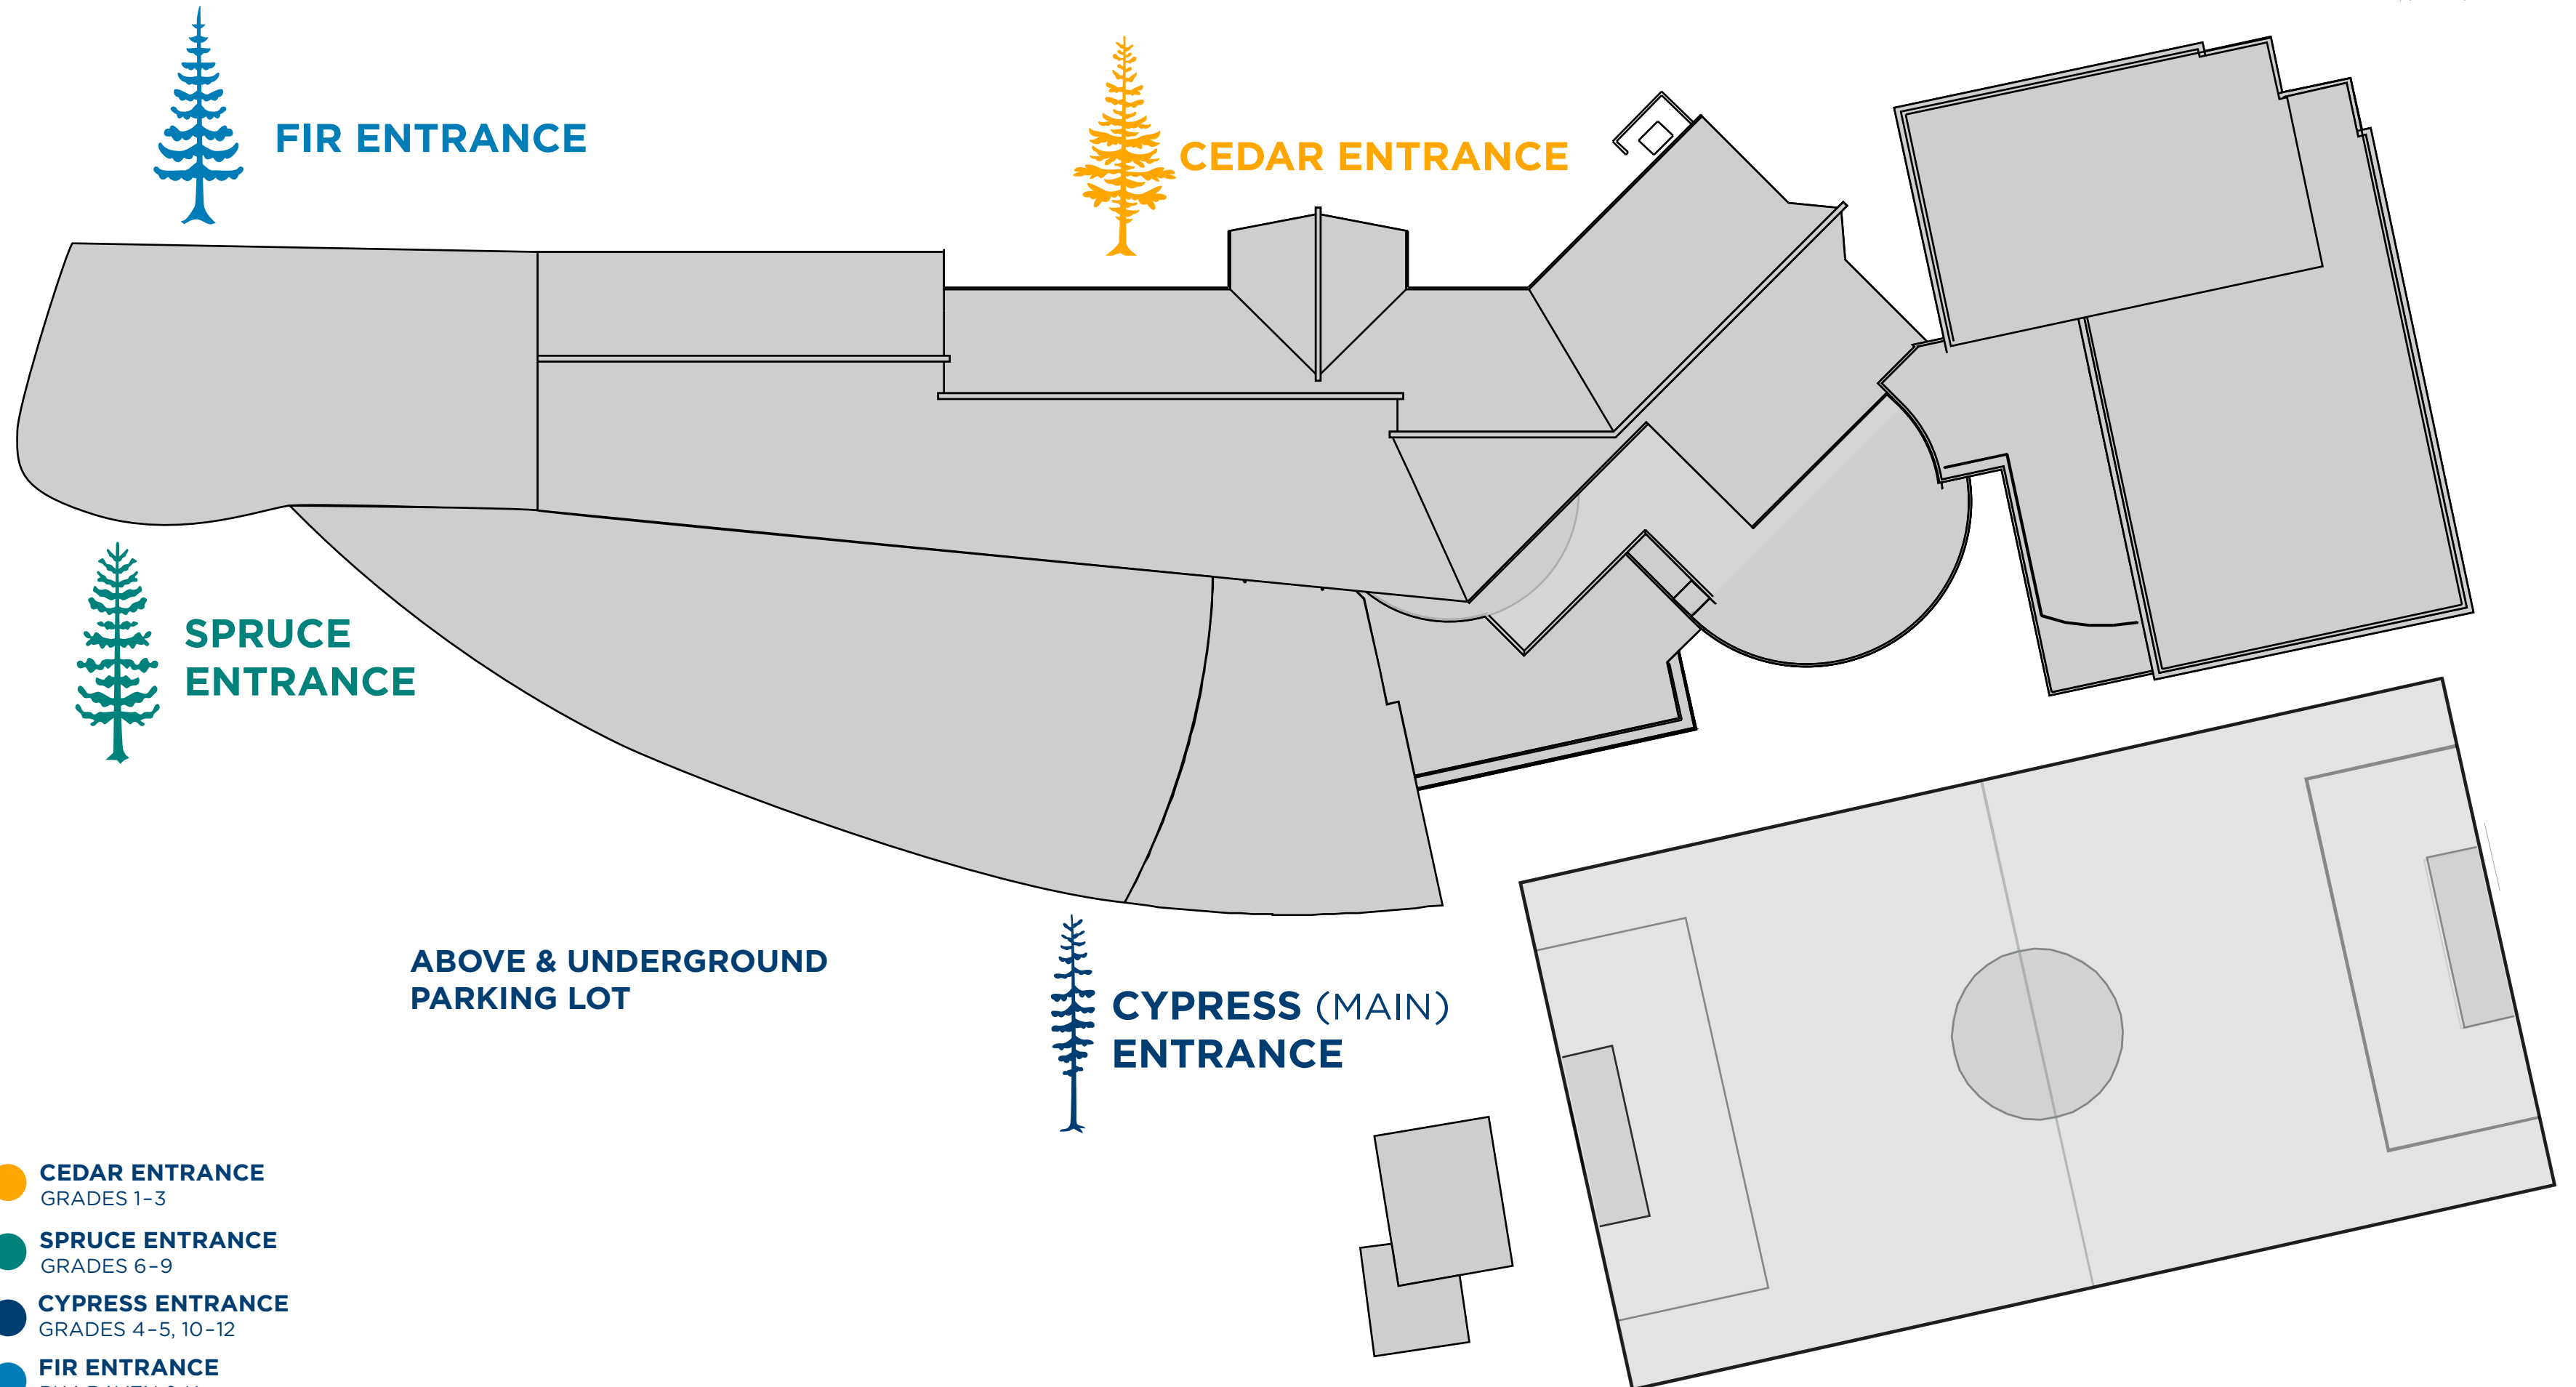 FIR ENTRANCE
CEDAR ENTRANCE
SPRUCE
ENTRANCE
ABOVE & UNDERGROUND
PARKING LOT
CYPRESS (MAIN)
ENTRANCE
CEDAR ENTRANCE
GRADES 1–3
SPRUCE ENTRANCE
GRADES 6–9
CYPRESS ENTRANCE
GRADES 4–5, 10–12
FIR ENTRANCE